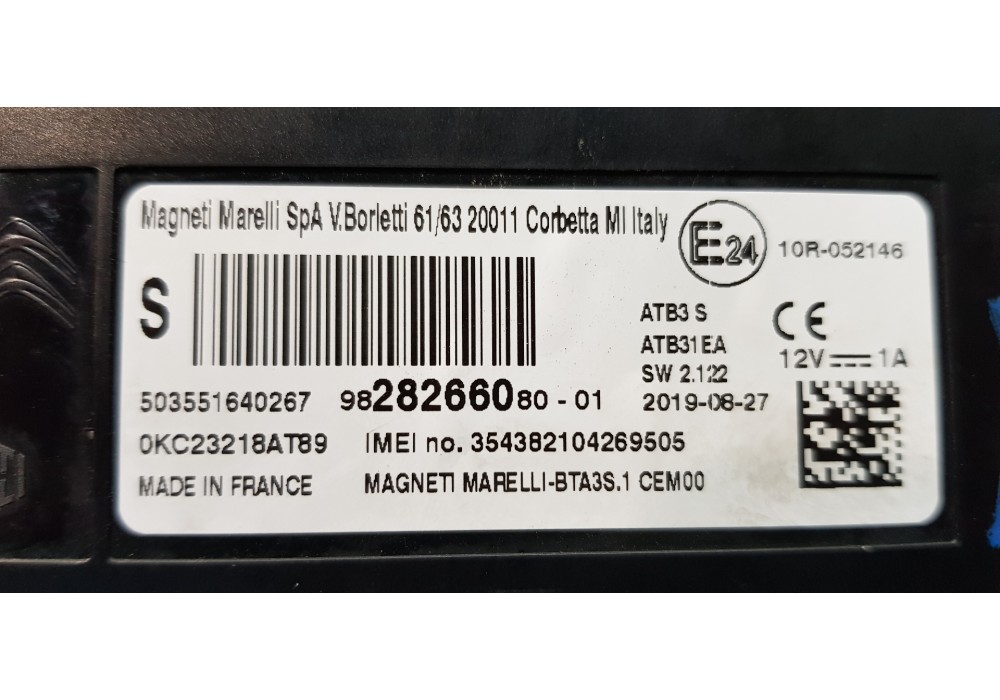 Magneti Marelli SpA V.Borletti 61/63 20011 Corbetta MI Italy
E24
10R-052146
S
ATB3 S
ATB31EA
SW 2.122
2019-08-27
CE
12V 1A
503551640267
9828266080 - 01
0KC23218AT89
IMEI no. 354382104269505
MADE IN FRANCE
MAGNETI MARELLI-BTA3S.1 CEM00